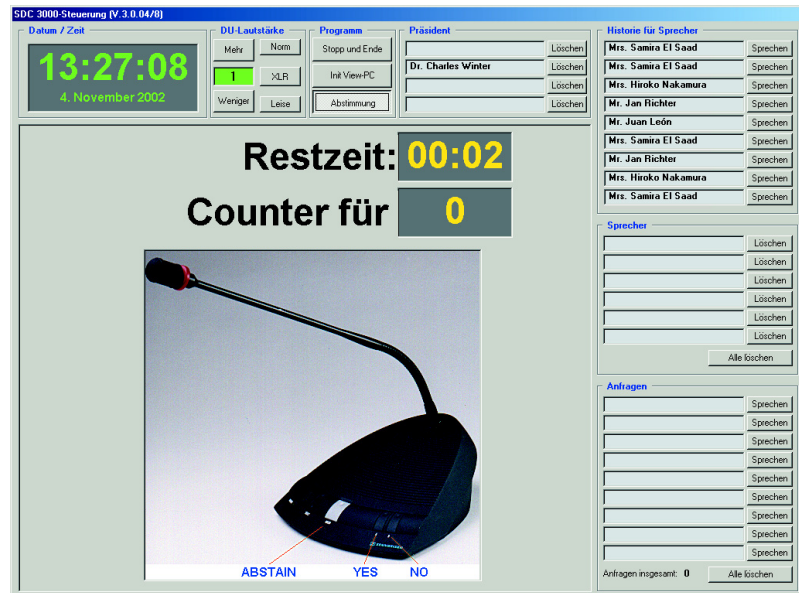 SDC 3000-Steuerung (V.3.0.04/8)
Datum / Zeit
13:27:08
4. November 2002
DU-Lautstärke
Mehr
Norm
1
XLR
Weniger
Leise
Programm
Stopp und Ende
Init View-PC
Abstimmung
Präsident
Löschen
Dr. Charles Winter
Löschen
Löschen
Löschen
Restzeit: 00:02
Counter für 0
ABSTAIN YES NO
Historie für Sprecher
Mrs. Samira El Saad Sprechen
Mrs. Samira El Saad Sprechen
Mrs. Hiroko Nakamura Sprechen
Mr. Jan Richter Sprechen
Mr. Juan León Sprechen
Mrs. Samira El Saad Sprechen
Mr. Jan Richter Sprechen
Mrs. Hiroko Nakamura Sprechen
Mrs. Samira El Saad Sprechen
Sprecher
Löschen
Löschen
Löschen
Löschen
Löschen
Löschen
Alle löschen
Anfragen
Sprechen
Sprechen
Sprechen
Sprechen
Sprechen
Sprechen
Sprechen
Sprechen
Sprechen
Anfragen insgesamt: 0 Alle löschen